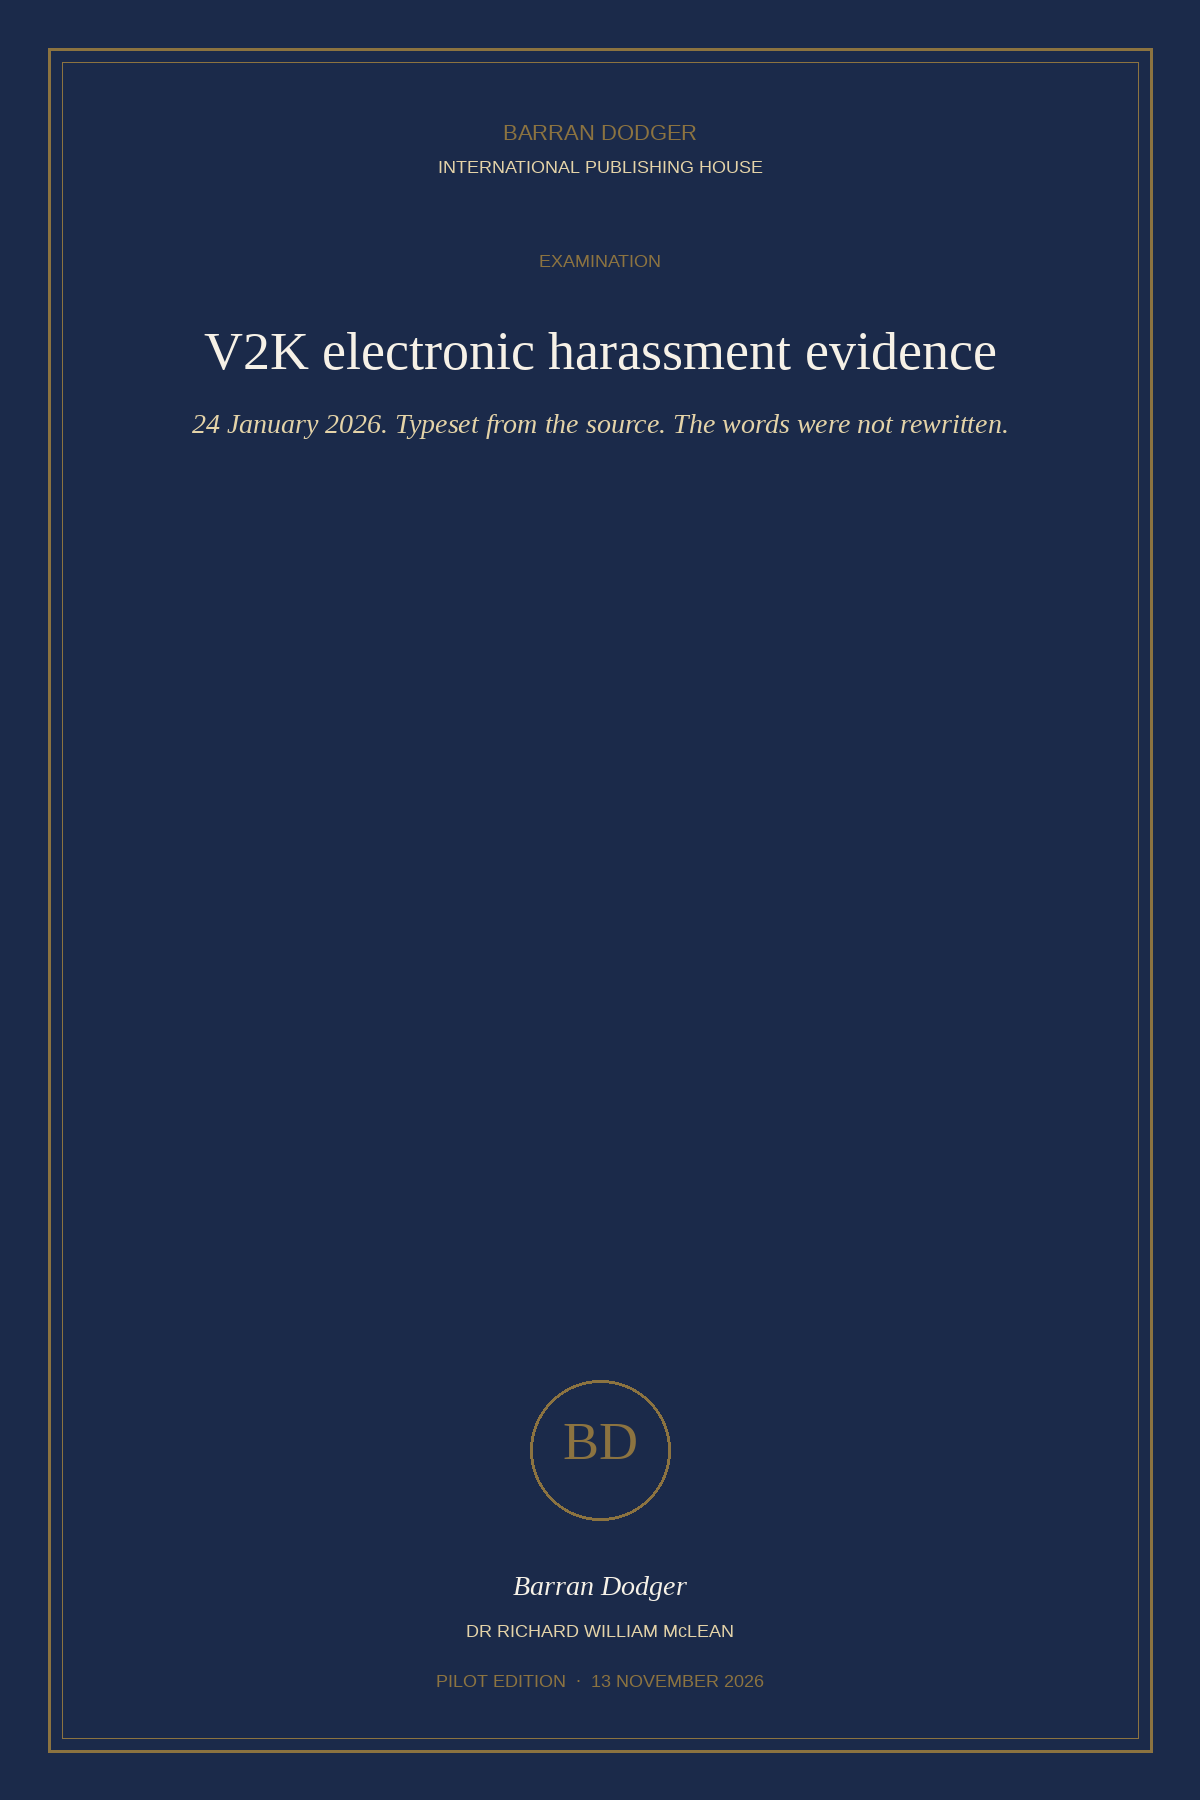 BARRAN DODGER
INTERNATIONAL PUBLISHING HOUSE
EXAMINATION
V2K electronic harassment evidence
24 January 2026. Typeset from the source. The words were not rewritten.
BD
Barran Dodger
DR RICHARD WILLIAM McLEAN
PILOT EDITION · 13 NOVEMBER 2026